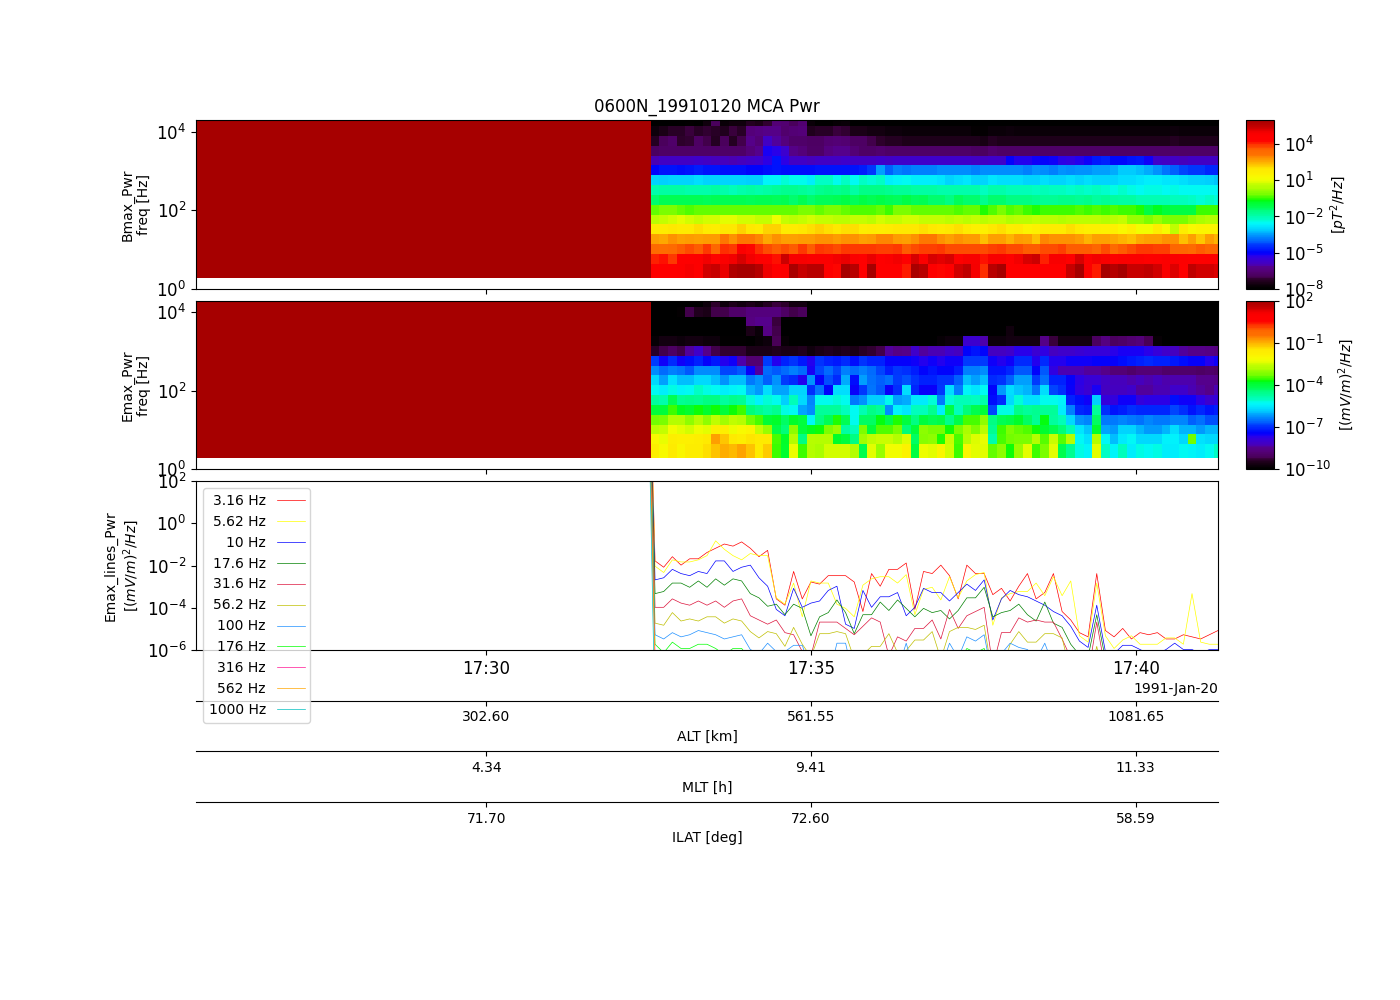 0600N_19910120 MCA Pwr
10^4
10^2
10^0
Bmax_Pwr
freq [Hz]
10^4
10^1
10^-2
10^-5
10^-8
[pT^2/Hz]
10^4
10^2
10^0
Emax_Pwr
freq [Hz]
10^2
10^-1
10^-4
10^-7
10^-10
[(mV/m)^2/Hz]
10^2
10^0
10^-2
10^-4
10^-6
Emax_lines_Pwr
[(mV/m)^2/Hz]
3.16 Hz
5.62 Hz
10 Hz
17.6 Hz
31.6 Hz
56.2 Hz
100 Hz
176 Hz
316 Hz
562 Hz
1000 Hz
17:30 17:35 17:40
1991-Jan-20
302.60 561.55 1081.65
ALT [km]
4.34 9.41 11.33
MLT [h]
71.70 72.60 58.59
ILAT [deg]